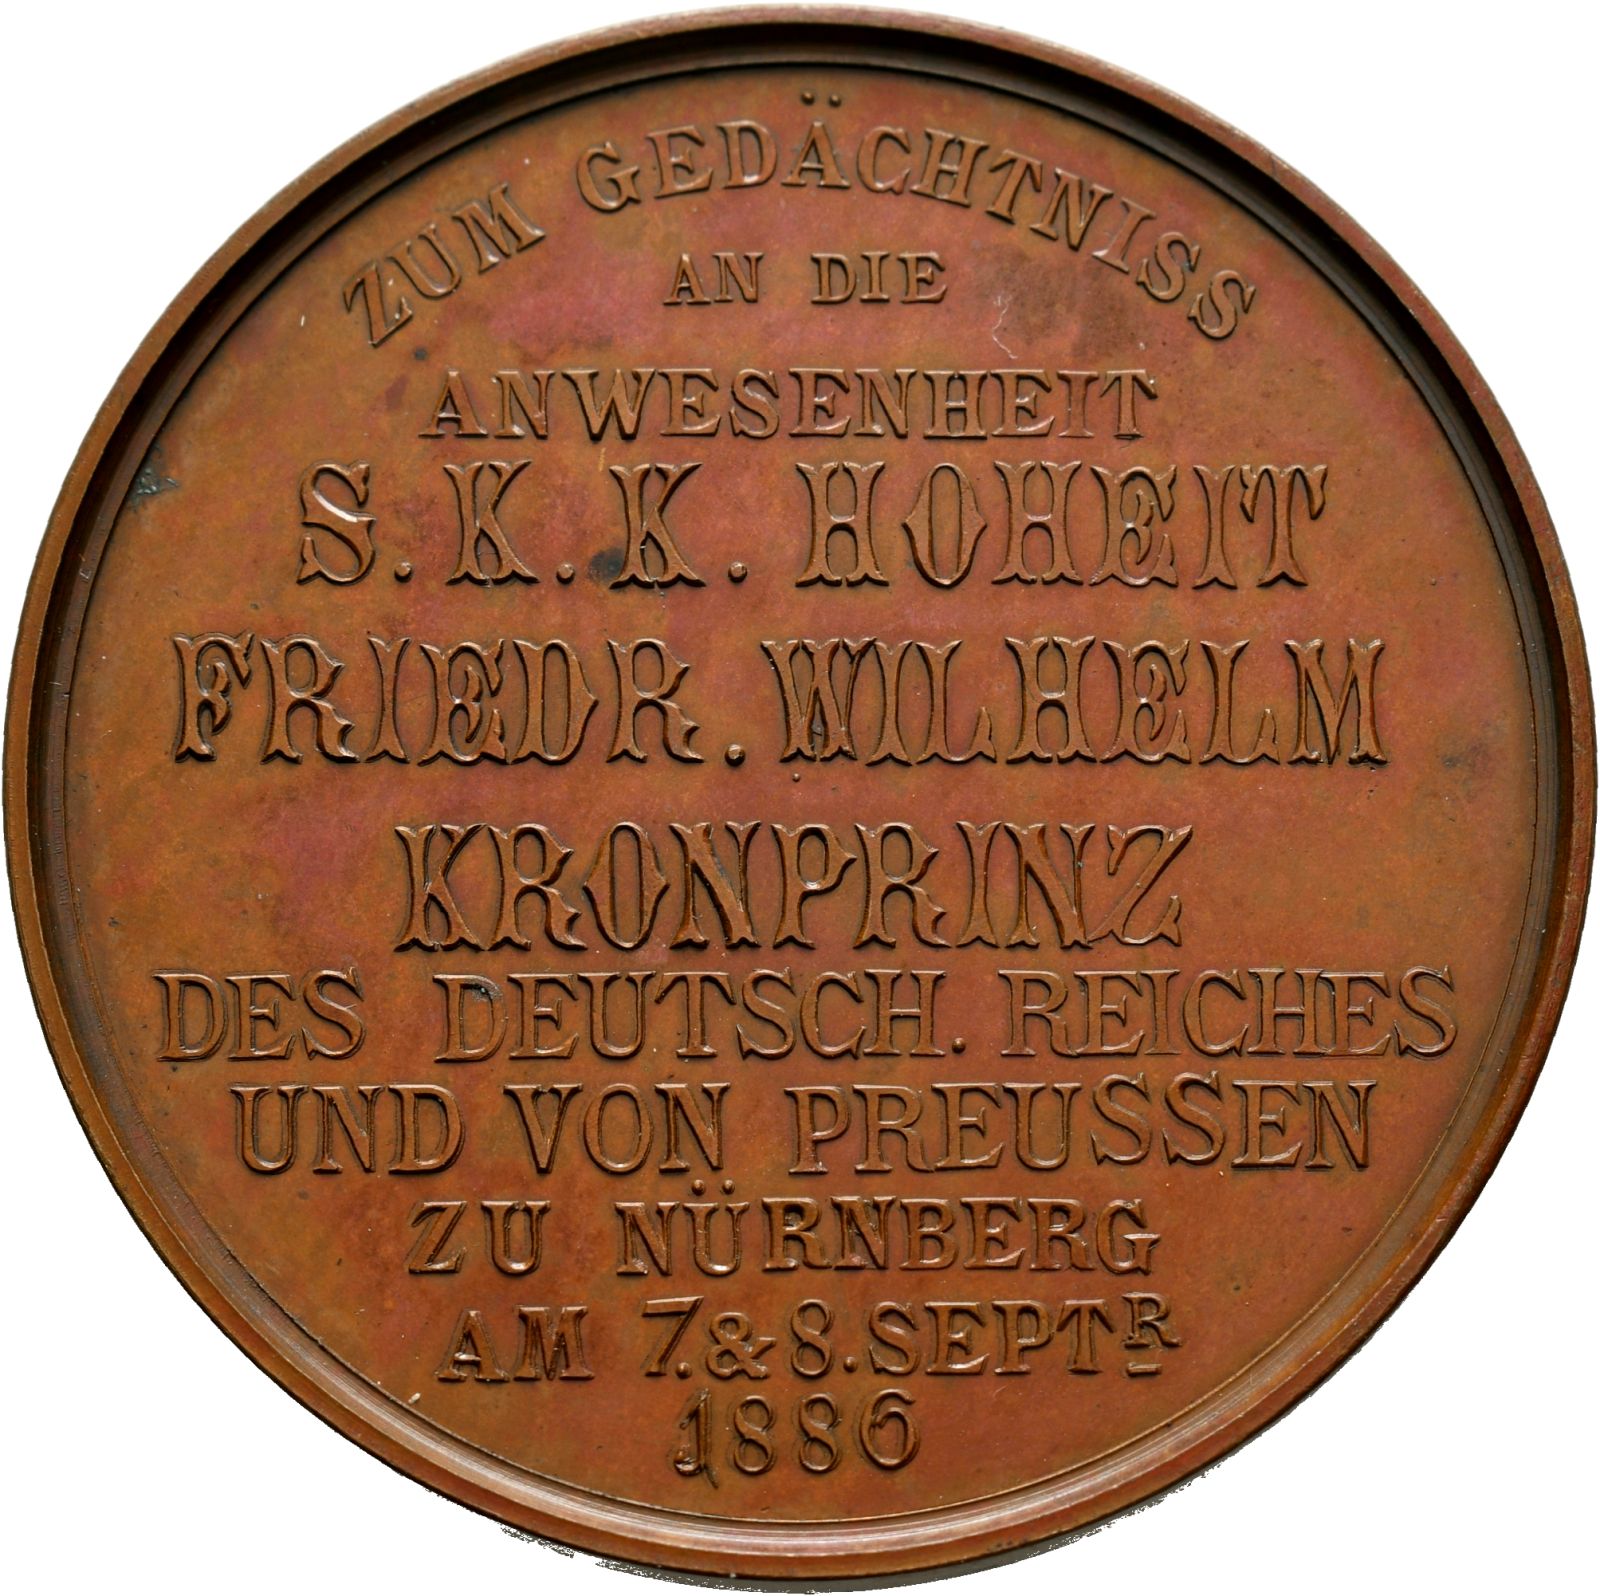 ZUM GEDÄCHTNISS
AN DIE
ANWESENHEIT
S. K. K. HOHEIT
FRIEDR. WILHELM
KRONPRINZ
DES DEUTSCH. REICHES
UND VON PREUSSEN
ZU NÜRNBERG
AM 7. & 8. SEPTR
1886